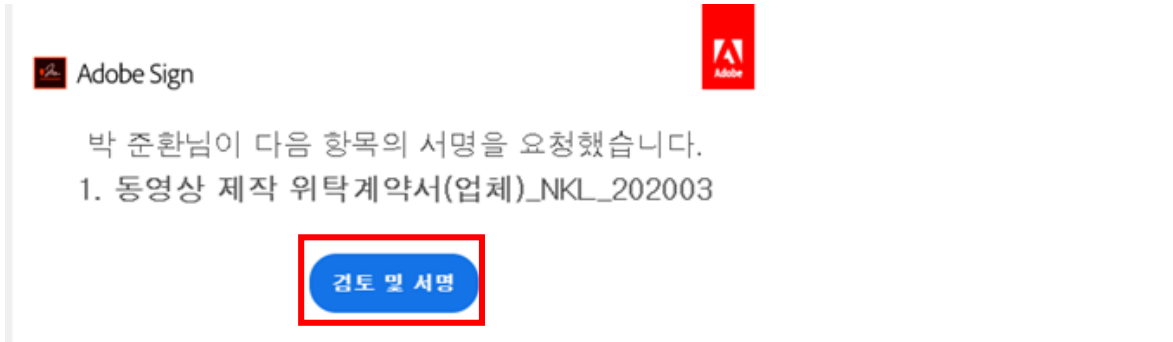 Adobe
Adobe Sign
박 준환님이 다음 항목의 서명을 요청했습니다.
1. 동영상 제작 위탁계약서(업체)_NKL_202003
검토 및 서명